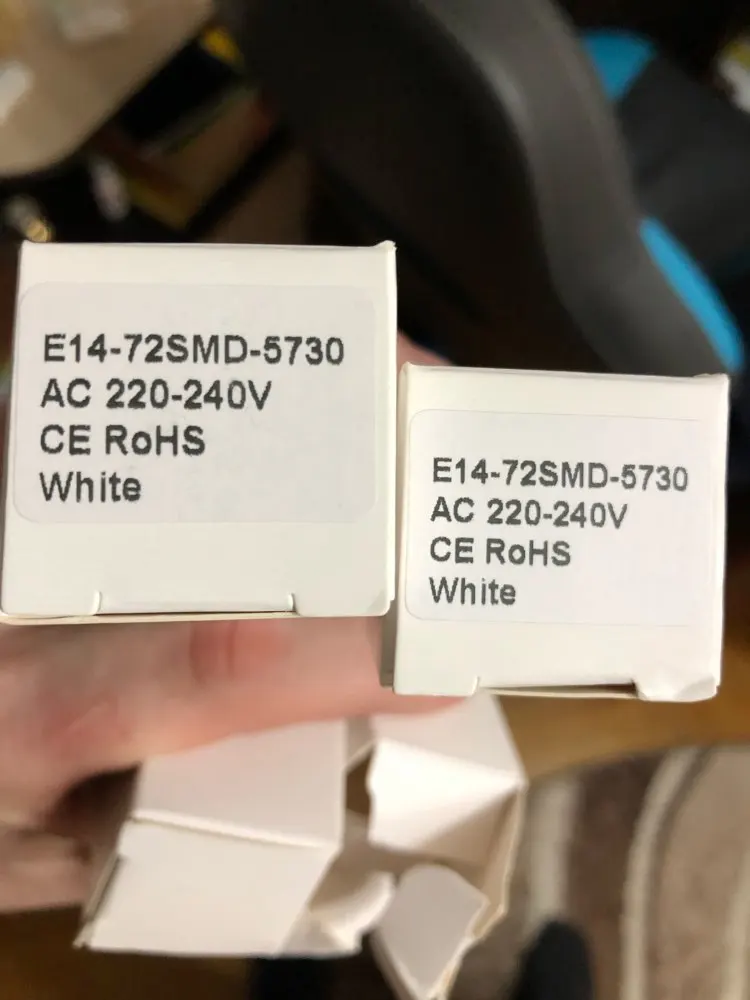 E14-72SMD-5730
AC 220-240V
CE RoHS
White
E14-72SMD-5730
AC 220-240V
CE RoHS
White